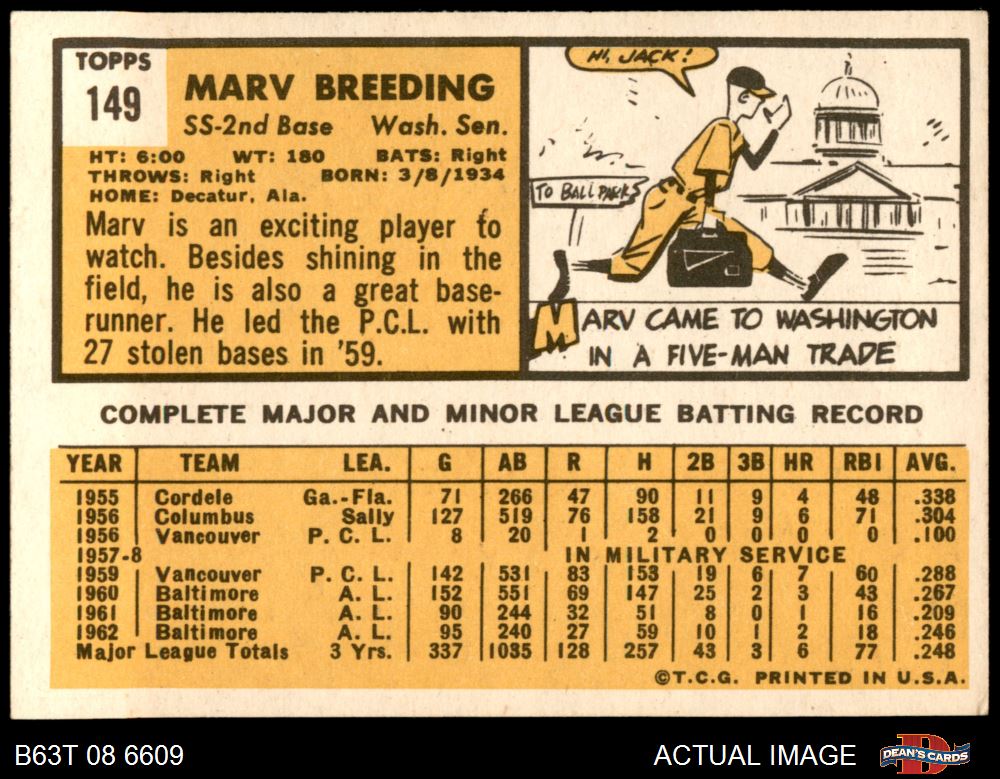 TOPPS
149
MARV BREEDING
SS-2nd Base Wash. Sen.
HT: 6:00 WT: 180 BATS: Right
THROWS: Right BORN: 3/8/1934
HOME: Decatur, Ala.
Marv is an exciting player to
watch. Besides shining in the
field, he is also a great base-
runner. He led the P.C.L. with
27 stolen bases in '59.
HI, JACK!
TO BALL PARKS
MARV CAME TO WASHINGTON
IN A FIVE-MAN TRADE
COMPLETE MAJOR AND MINOR LEAGUE BATTING RECORD
YEAR TEAM LEA. G AB R H 2B 3B HR RBI AVG.
1955 Cordele Ga.-Fla. 71 266 47 90 11 9 4 48 .338
1956 Columbus Sally 127 519 76 158 21 9 6 71 .304
1956 Vancouver P. C. L. 8 20 1 2 0 0 0 0 .100
1957-8 IN MILITARY SERVICE
1959 Vancouver P. C. L. 142 531 83 153 19 6 7 60 .288
1960 Baltimore A. L. 152 551 69 147 25 2 3 43 .267
1961 Baltimore A. L. 90 244 32 51 8 0 1 16 .209
1962 Baltimore A. L. 95 240 27 59 10 1 2 18 .246
Major League Totals 3 Yrs. 337 1035 128 257 43 3 6 77 .248
©T.C.G. PRINTED IN U.S.A.
B63T 08 6609
ACTUAL IMAGE
DEAN'S CARDS